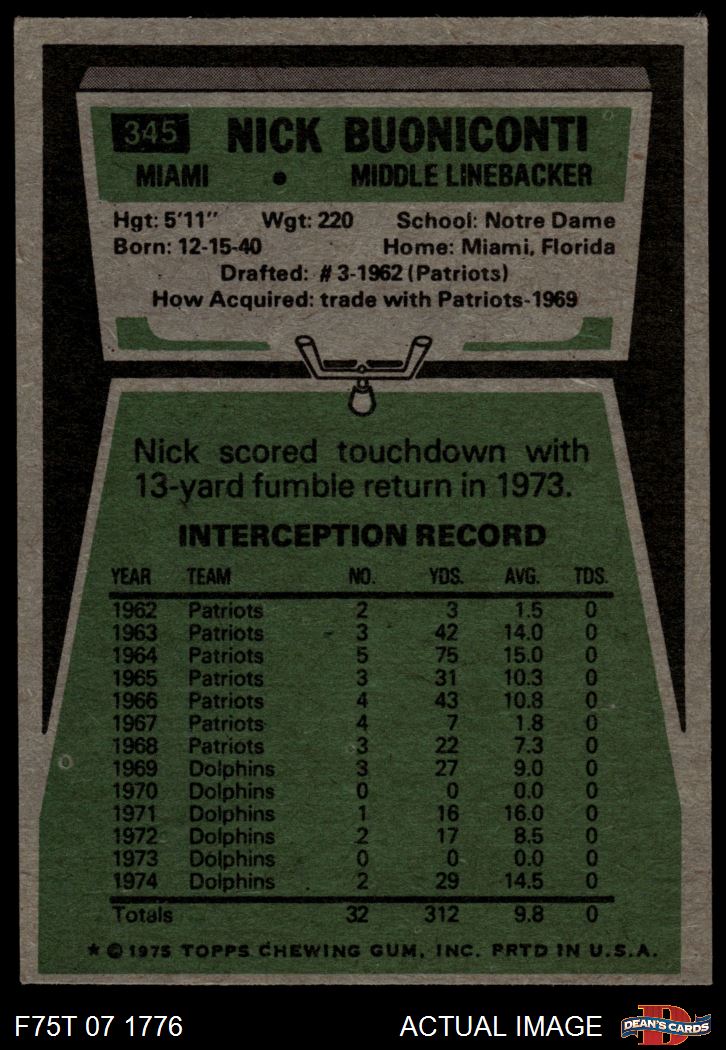 345 NICK BUONICONTI
MIAMI • MIDDLE LINEBACKER
Hgt: 5'11" Wgt: 220 School: Notre Dame
Born: 12-15-40 Home: Miami, Florida
Drafted: #3-1962 (Patriots)
How Acquired: trade with Patriots-1969
Nick scored touchdown with
13-yard fumble return in 1973.
INTERCEPTION RECORD
YEAR TEAM NO. YDS. AVG. TDS.
1962 Patriots 2 3 1.5 0
1963 Patriots 3 42 14.0 0
1964 Patriots 5 75 15.0 0
1965 Patriots 3 31 10.3 0
1966 Patriots 4 43 10.8 0
1967 Patriots 4 7 1.8 0
1968 Patriots 3 22 7.3 0
1969 Dolphins 3 27 9.0 0
1970 Dolphins 0 0 0.0 0
1971 Dolphins 1 16 16.0 0
1972 Dolphins 2 17 8.5 0
1973 Dolphins 0 0 0.0 0
1974 Dolphins 2 29 14.5 0
Totals 32 312 9.8 0
★ © 1975 TOPPS CHEWING GUM, INC. PRTD IN U.S.A.
F75T 07 1776 ACTUAL IMAGE D DEAN'S CARDS